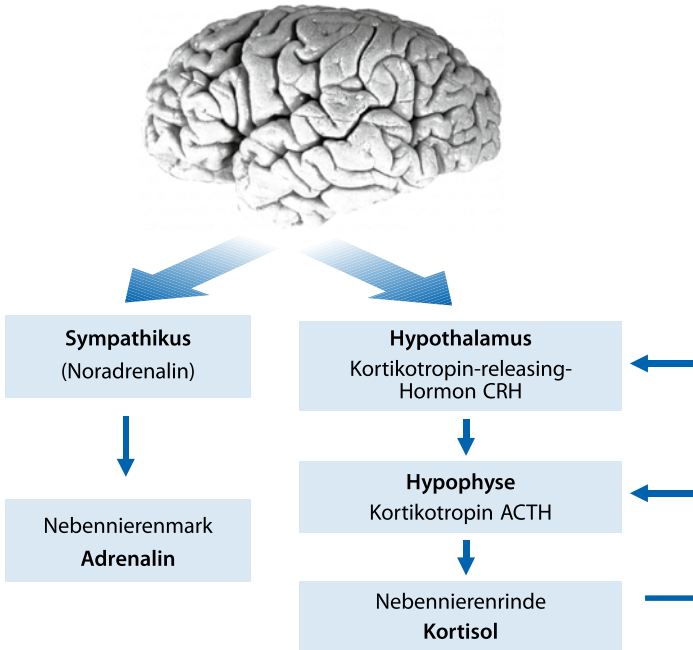 Sympathikus
(Noradrenalin)
Nebennierenmark
Adrenalin
Hypothalamus
Kortikotropin-releasing-
Hormon CRH
Hypophyse
Kortikotropin ACTH
Nebennierenrinde
Kortisol